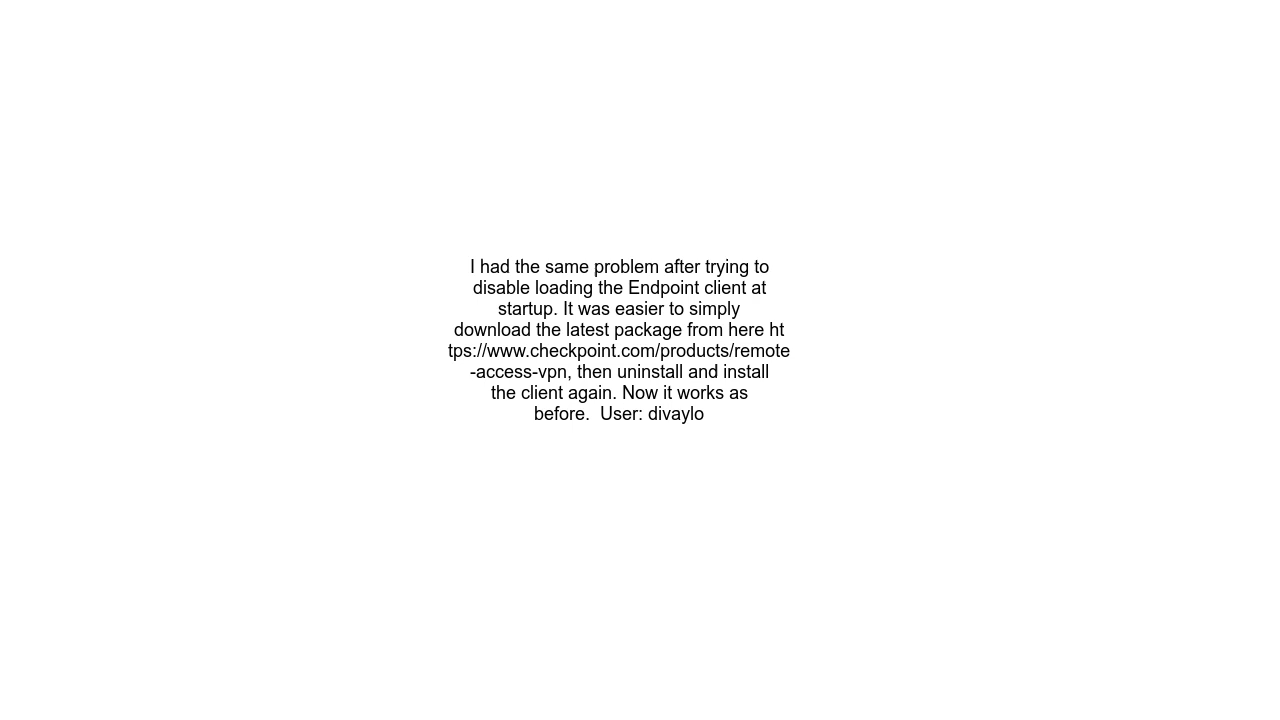 I had the same problem after trying to
disable loading the Endpoint client at
startup. It was easier to simply
download the latest package from here ht
tps://www.checkpoint.com/products/remote
-access-vpn, then uninstall and install
the client again. Now it works as
before.  User: divaylo